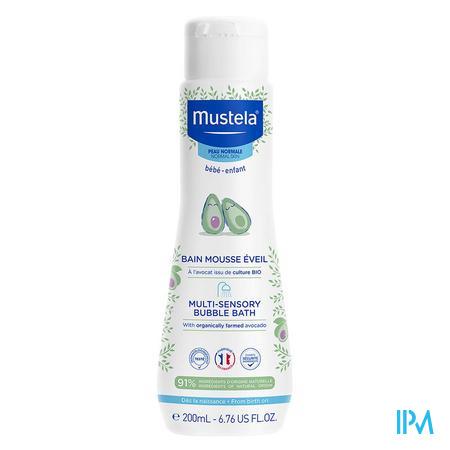 Mustela®
PEAU NORMALE
NORMAL SKIN
bébé - enfant
BAIN MOUSSE ÉVEIL
À l'avocat issu de culture BIO
MULTI-SENSORY
BUBBLE BATH
With organically farmed avocado
91% INGRÉDIENTS D'ORIGINE NATURELLE
INGREDIENTS OF NATURAL ORIGIN
Dès la naissance - From birth on
e 200mL - 6.76 US FL.OZ.
IPM